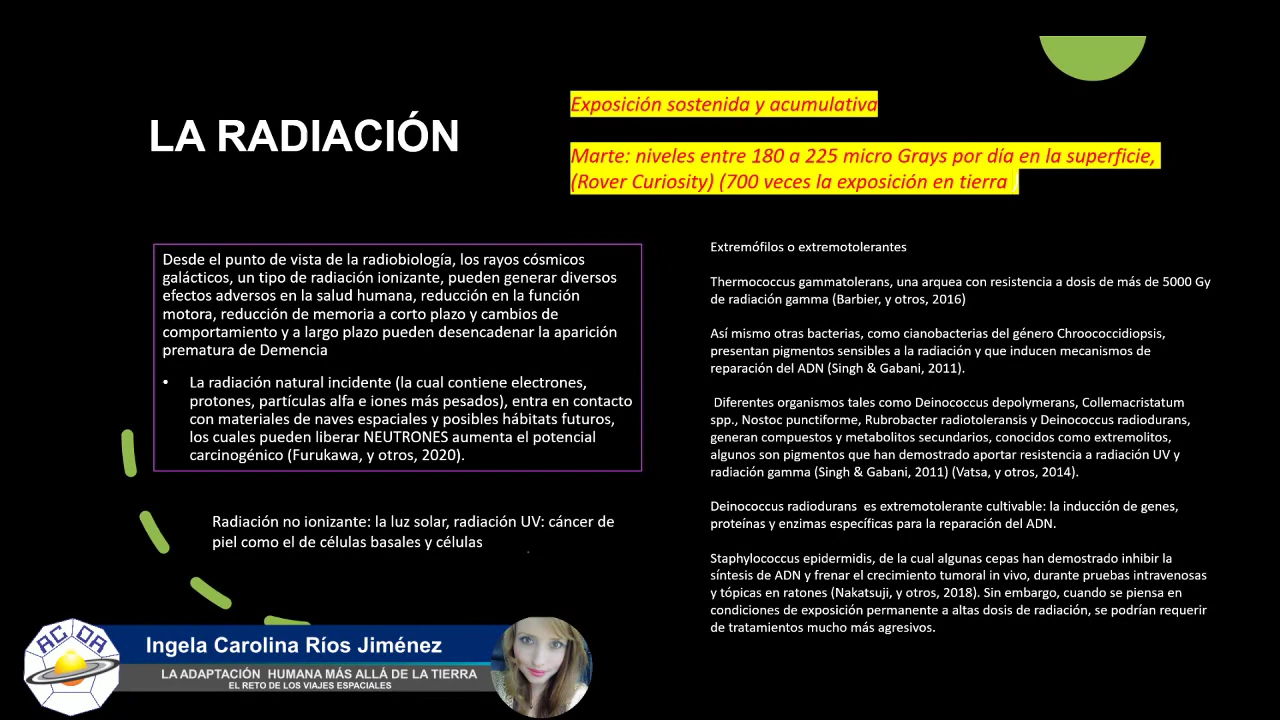 LA RADIACIÓN
Exposición sostenida y acumulativa
Marte: niveles entre 180 a 225 micro Grays por día en la superficie,
(Rover Curiosity) (700 veces la exposición en tierra )
Desde el punto de vista de la radiobiología, los rayos cósmicos
galácticos, un tipo de radiación ionizante, pueden generar diversos
efectos adversos en la salud humana, reducción en la función
motora, reducción de memoria a corto plazo y cambios de
comportamiento y a largo plazo pueden desencadenar la aparición
prematura de Demencia
• La radiación natural incidente (la cual contiene electrones,
protones, partículas alfa e iones más pesados), entra en contacto
con materiales de naves espaciales y posibles hábitats futuros,
los cuales pueden liberar NEUTRONES aumenta el potencial
carcinogénico (Furukawa, y otros, 2020).
Radiación no ionizante: la luz solar, radiación UV: cáncer de
piel como el de células basales y células
Extremófilos o extremotolerantes
Thermococcus gammatolerans, una arquea con resistencia a dosis de más de 5000 Gy
de radiación gamma (Barbier, y otros, 2016)
Así mismo otras bacterias, como cianobacterias del género Chroococcidiopsis,
presentan pigmentos sensibles a la radiación y que inducen mecanismos de
reparación del ADN (Singh & Gabani, 2011).
Diferentes organismos tales como Deinococcus depolymerans, Collemacristatum
spp., Nostoc punctiforme, Rubrobacter radiotoleransis y Deinococcus radiodurans,
generan compuestos y metabolitos secundarios, conocidos como extremolitos,
algunos son pigmentos que han demostrado aportar resistencia a radiación UV y
radiación gamma (Singh & Gabani, 2011) (Vatsa, y otros, 2014).
Deinococcus radiodurans es extremotolerante cultivable: la inducción de genes,
proteínas y enzimas específicas para la reparación del ADN.
Staphylococcus epidermidis, de la cual algunas cepas han demostrado inhibir la
síntesis de ADN y frenar el crecimiento tumoral in vivo, durante pruebas intravenosas
y tópicas en ratones (Nakatsuji, y otros, 2018). Sin embargo, cuando se piensa en
condiciones de exposición permanente a altas dosis de radiación, se podrían requerir
de tratamientos mucho más agresivos.
ACDA
Ingela Carolina Ríos Jiménez
LA ADAPTACIÓN HUMANA MÁS ALLÁ DE LA TIERRA
EL RETO DE LOS VIAJES ESPACIALES